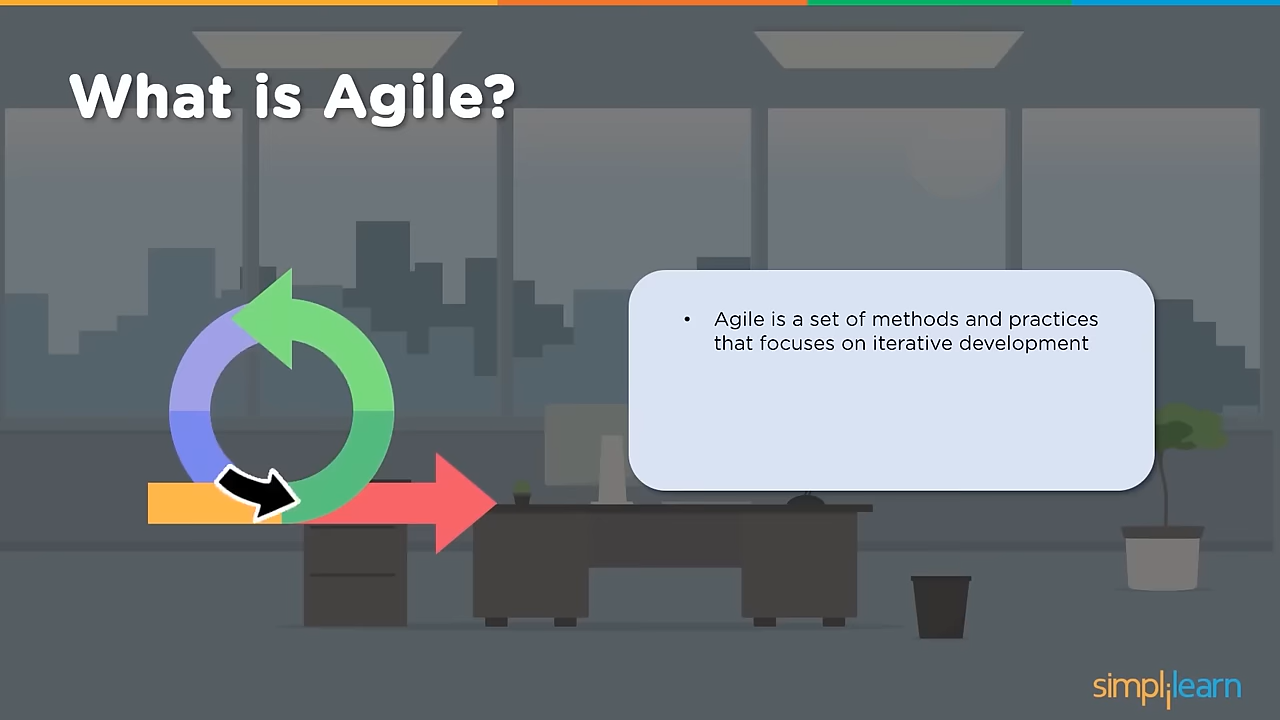 What is Agile?
• Agile is a set of methods and practices
that focuses on iterative development
simplilearn